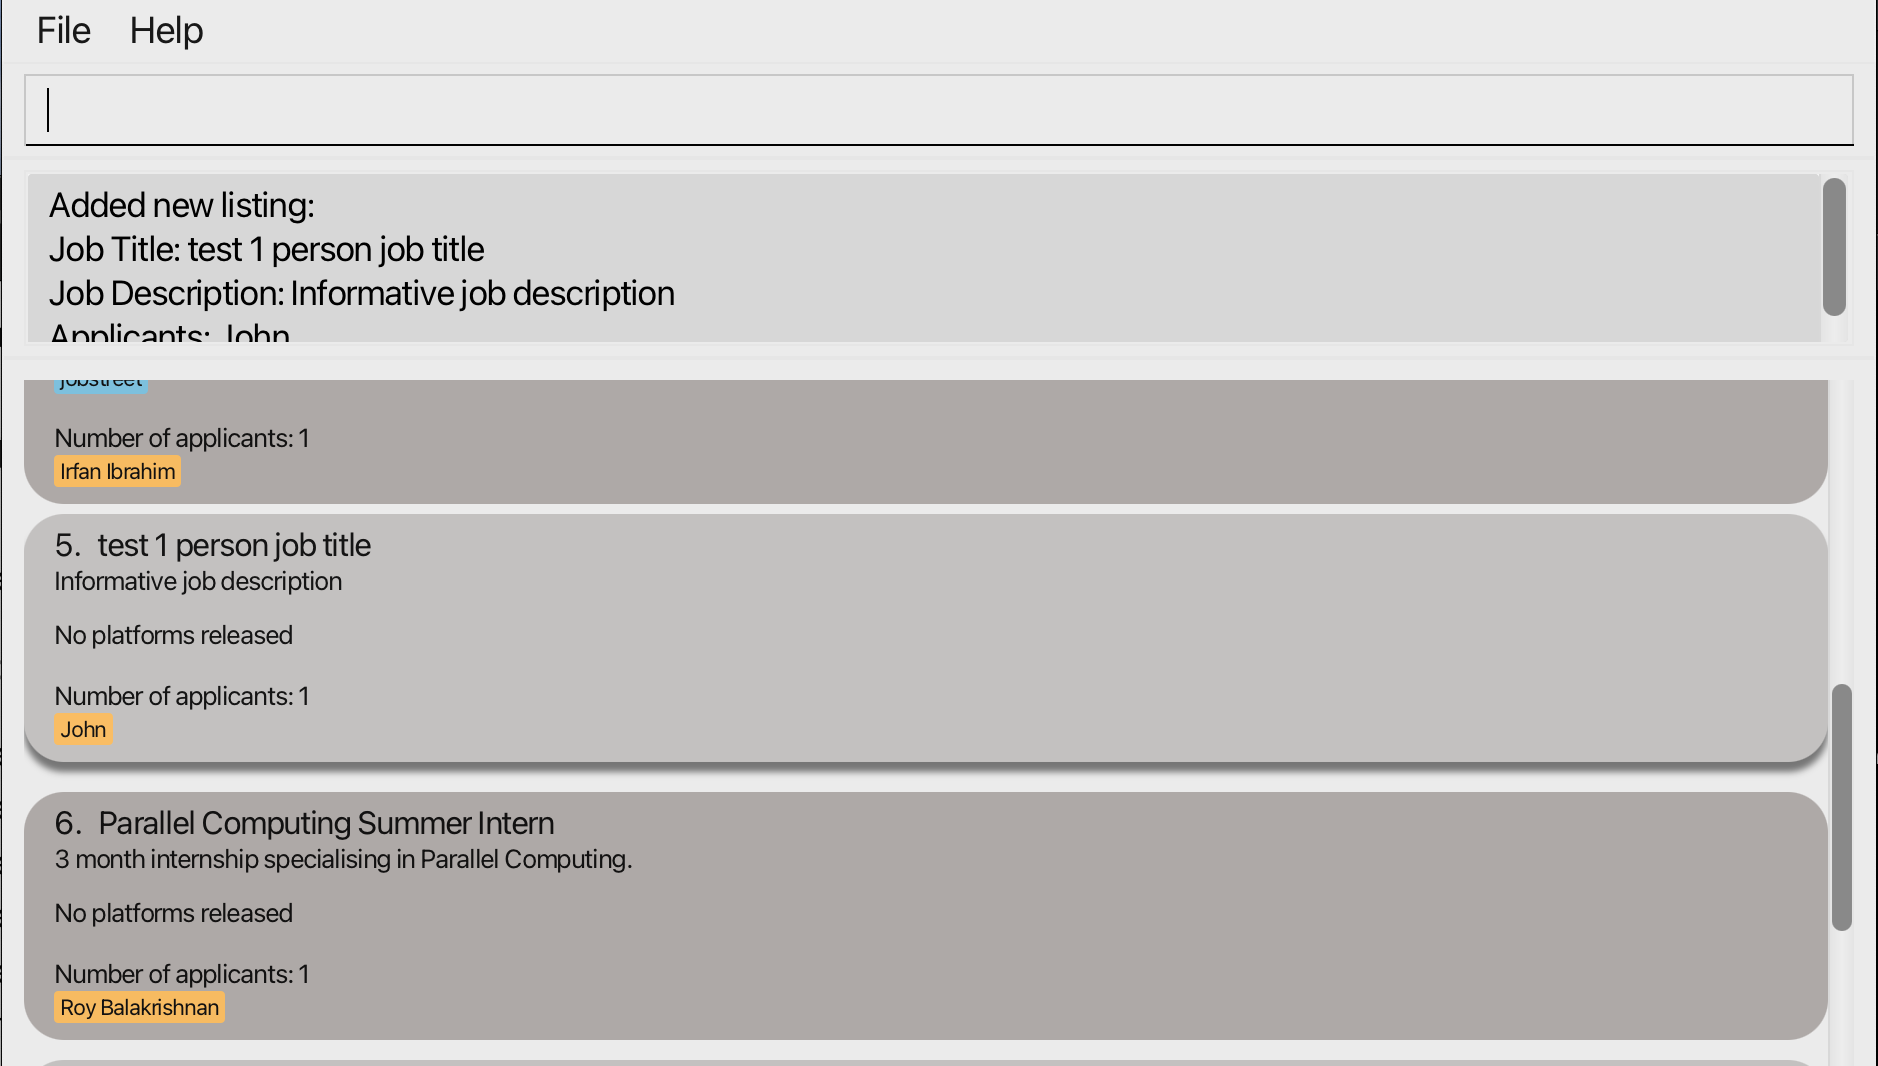 File Help
Added new listing:
Job Title: test 1 person job title
Job Description: Informative job description
Applicants: John
jobstreet
Number of applicants: 1
Irfan Ibrahim
5. test 1 person job title
Informative job description
No platforms released
Number of applicants: 1
John
6. Parallel Computing Summer Intern
3 month internship specialising in Parallel Computing.
No platforms released
Number of applicants: 1
Roy Balakrishnan